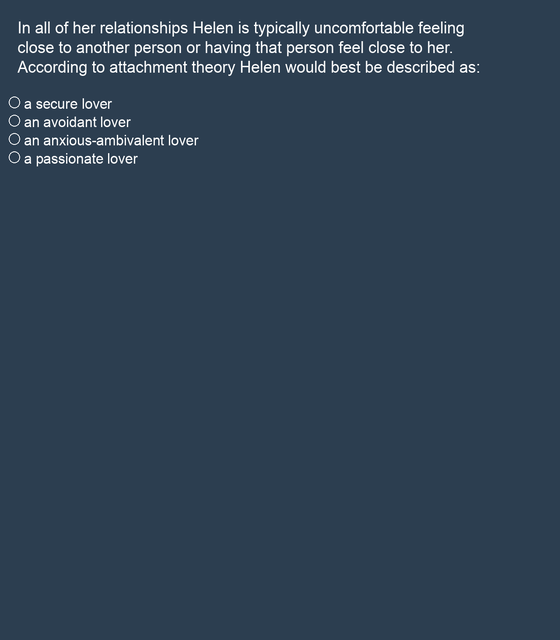 In all of her relationships Helen is typically uncomfortable feeling
close to another person or having that person feel close to her.
According to attachment theory Helen would best be described as:
a secure lover
an avoidant lover
an anxious-ambivalent lover
a passionate lover